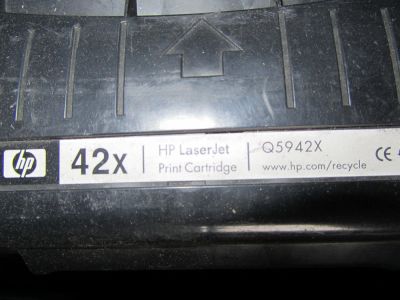 hp
42X
HP LaserJet
Print Cartridge
Q5942X
www.hp.com/recycle
CE